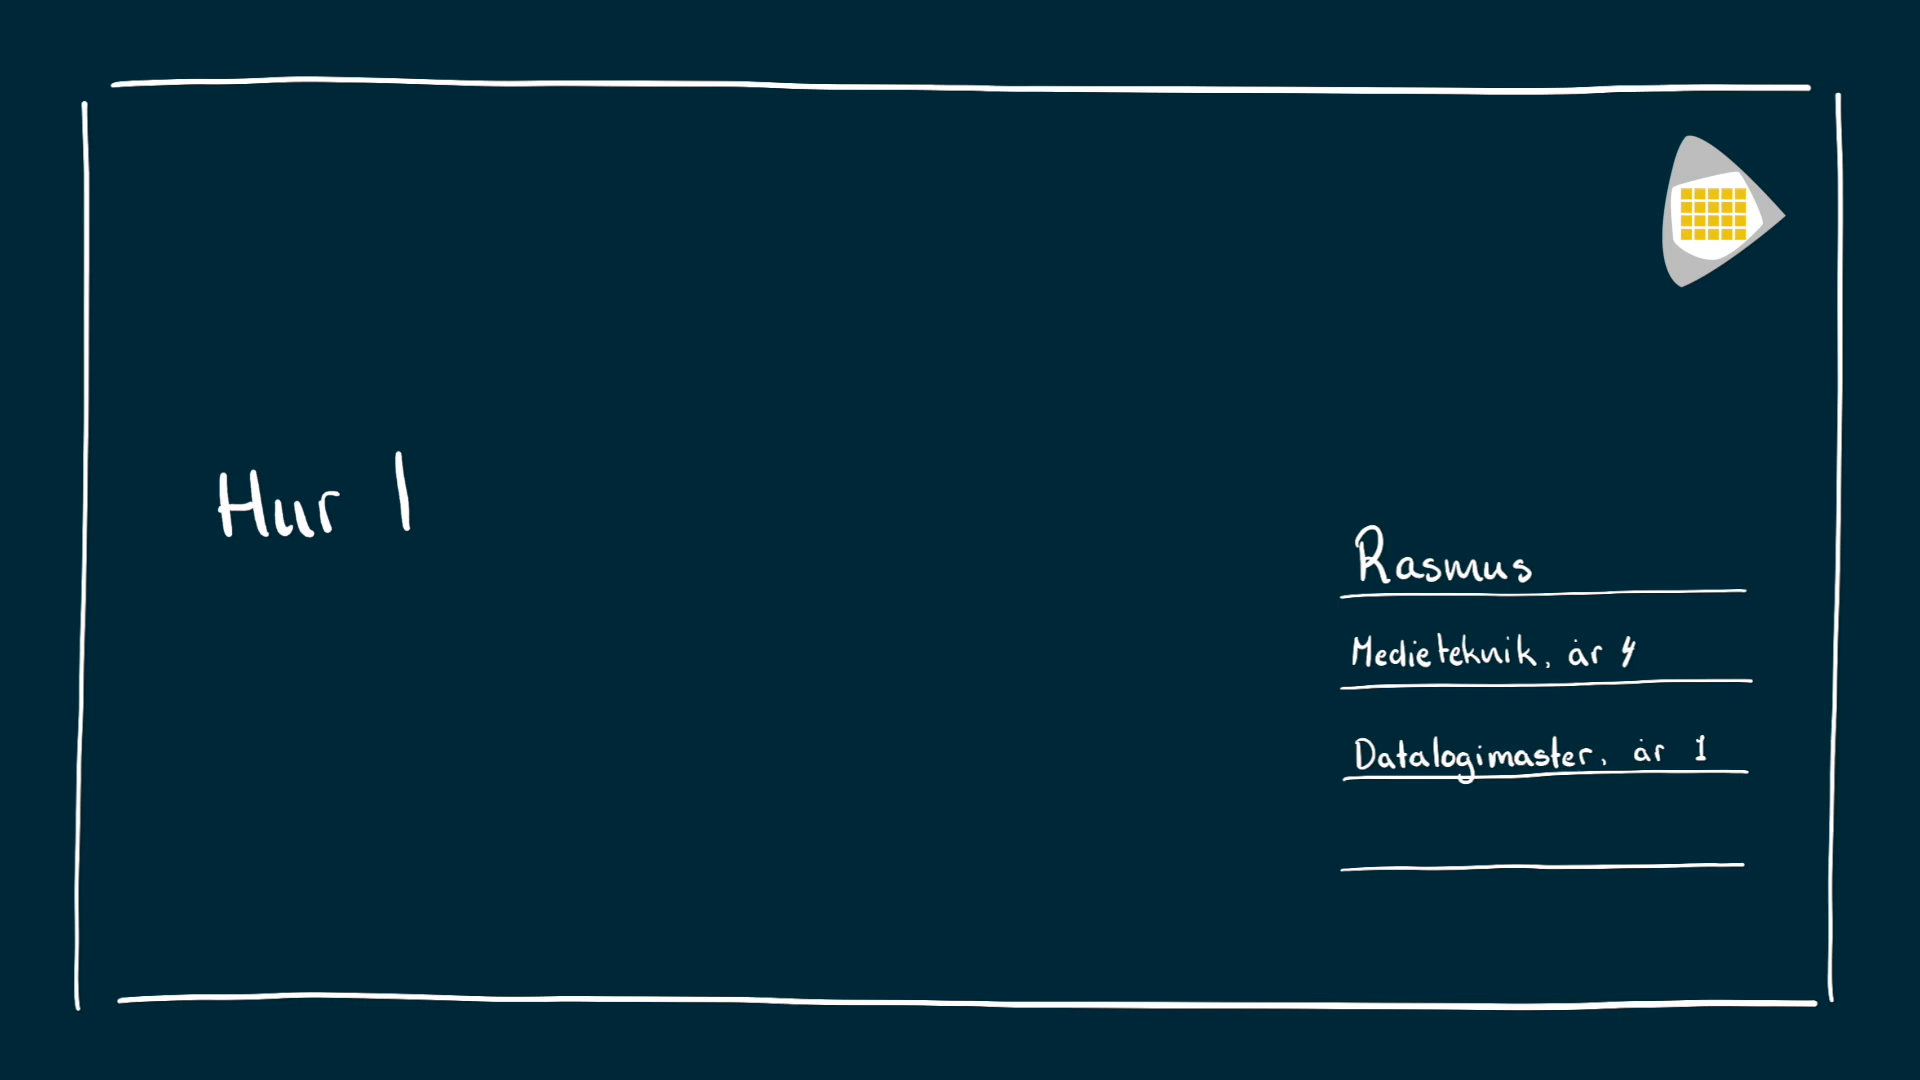 Hur
Rasmus
Medieteknik, år 4
Datalogimaster, år 1